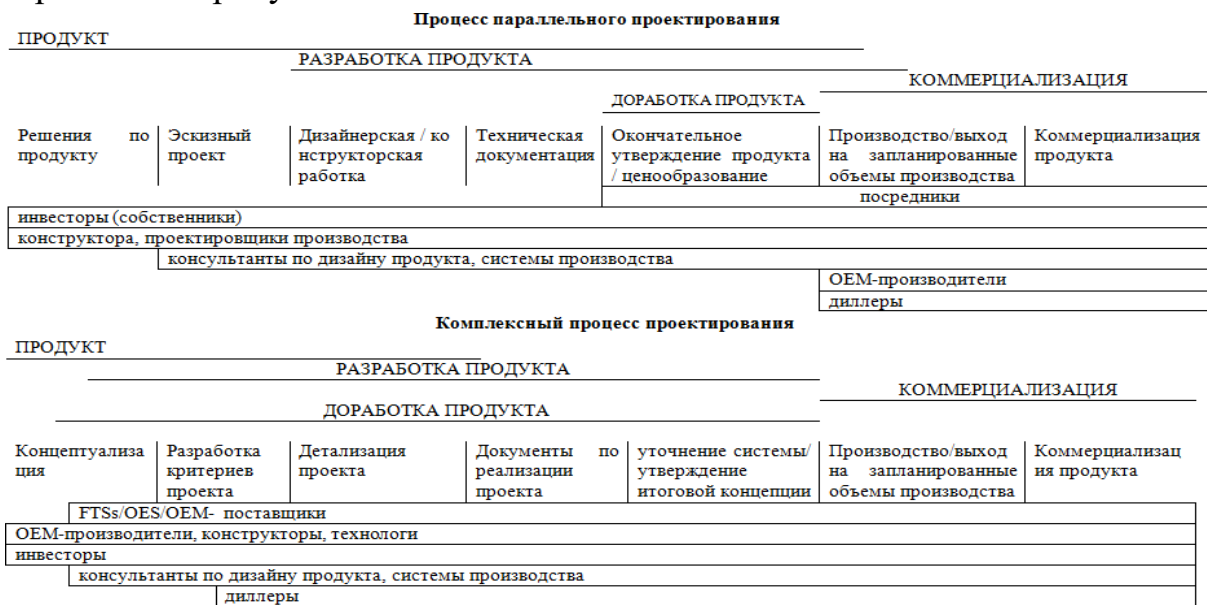 Процесс параллельного проектирования
ПРОДУКТ
РАЗРАБОТКА ПРОДУКТА
КОММЕРЦИАЛИЗАЦИЯ
ДОРАБОТКА ПРОДУКТА
Решения по
продукту
Эскизный
проект
Дизайнерская / ко
нструкторская
работка
Техническая
документация
Окончательное
утверждение продукта
/ ценообразование
Производство/выход
на запланированные
объемы производства
Коммерциализация
продукта
посредники
инвесторы (собственники)
конструктора, проектировщики производства
консультанты по дизайну продукта, системы производства
OEM-производители
диллеры
Комплексный процесс проектирования
ПРОДУКТ
РАЗРАБОТКА ПРОДУКТА
КОММЕРЦИАЛИЗАЦИЯ
ДОРАБОТКА ПРОДУКТА
Концептуализа
ция
Разработка
критериев
проекта
Детализация
проекта
Документы по
реализации
проекта
уточнение системы/
утверждение
итоговой концепции
Производство/выход
на запланированные
объемы производства
Коммерциализац
ия продукта
FTSs/OES/OEM- поставщики
OEM-производители, конструкторы, технологи
инвесторы
консультанты по дизайну продукта, системы производства
диллеры